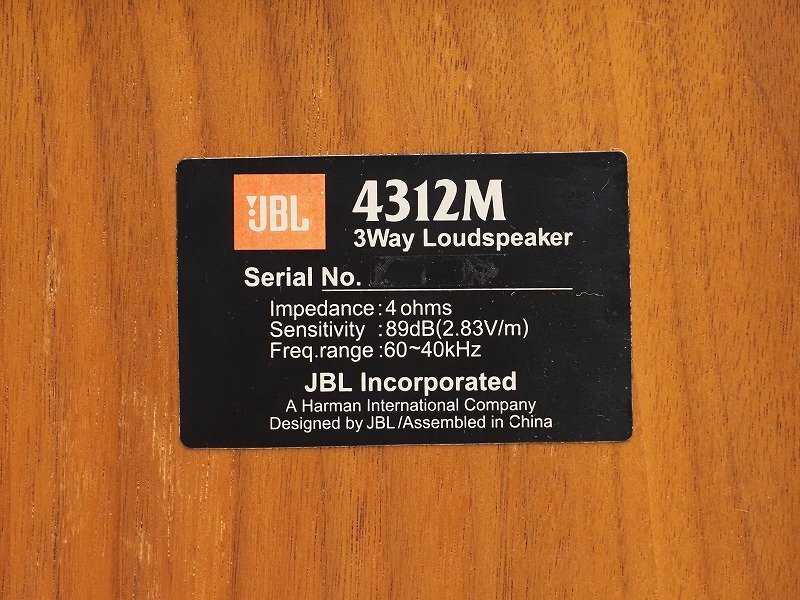 JBL
4312M
3Way Loudspeaker
Serial No.
Impedance:4 ohms
Sensitivity :89dB(2.83V/m)
Freq.range :60~40kHz
JBL Incorporated
A Harman International Company
Designed by JBL/Assembled in China